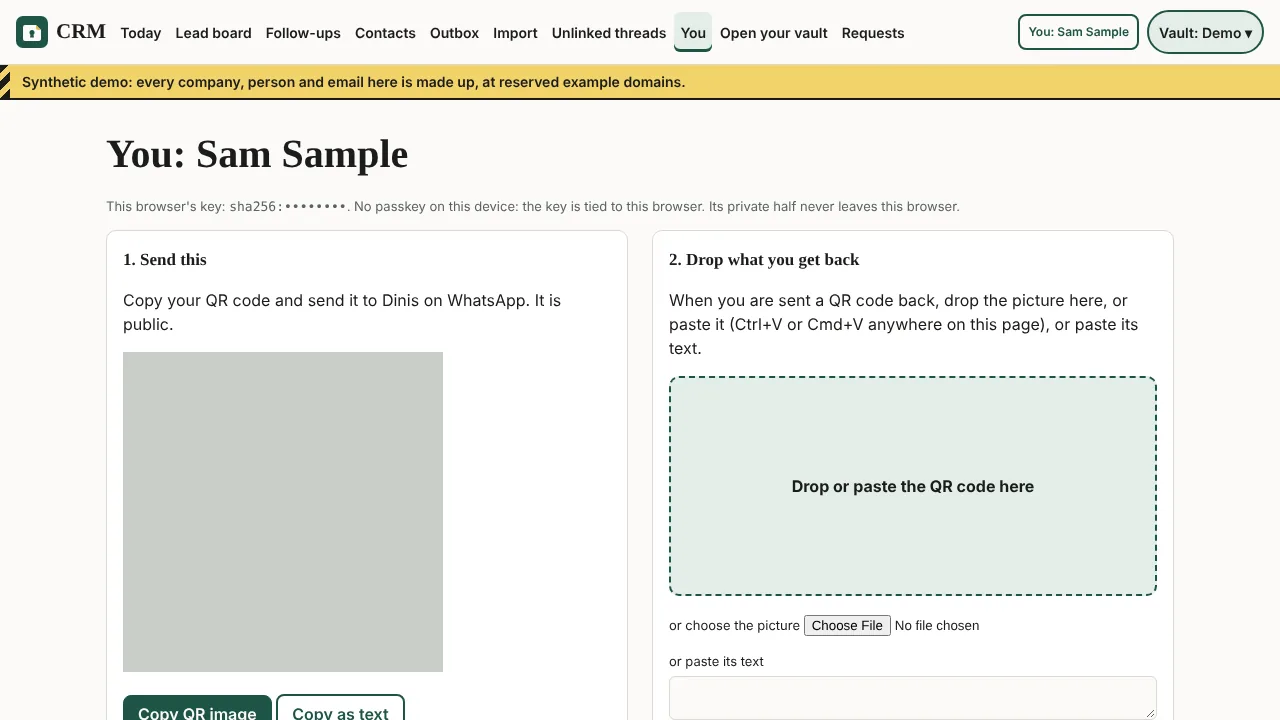 CRM Today Lead board Follow-ups Contacts Outbox Import Unlinked threads You Open your vault Requests You: Sam Sample Vault: Demo ▾
Synthetic demo: every company, person and email here is made up, at reserved example domains.
You: Sam Sample
This browser's key: sha256:••••••••. No passkey on this device: the key is tied to this browser. Its private half never leaves this browser.
1. Send this
Copy your QR code and send it to Dinis on WhatsApp. It is
public.
Copy QR image Copy as text
2. Drop what you get back
When you are sent a QR code back, drop the picture here, or
paste it (Ctrl+V or Cmd+V anywhere on this page), or paste its
text.
Drop or paste the QR code here
or choose the picture Choose File No file chosen
or paste its text